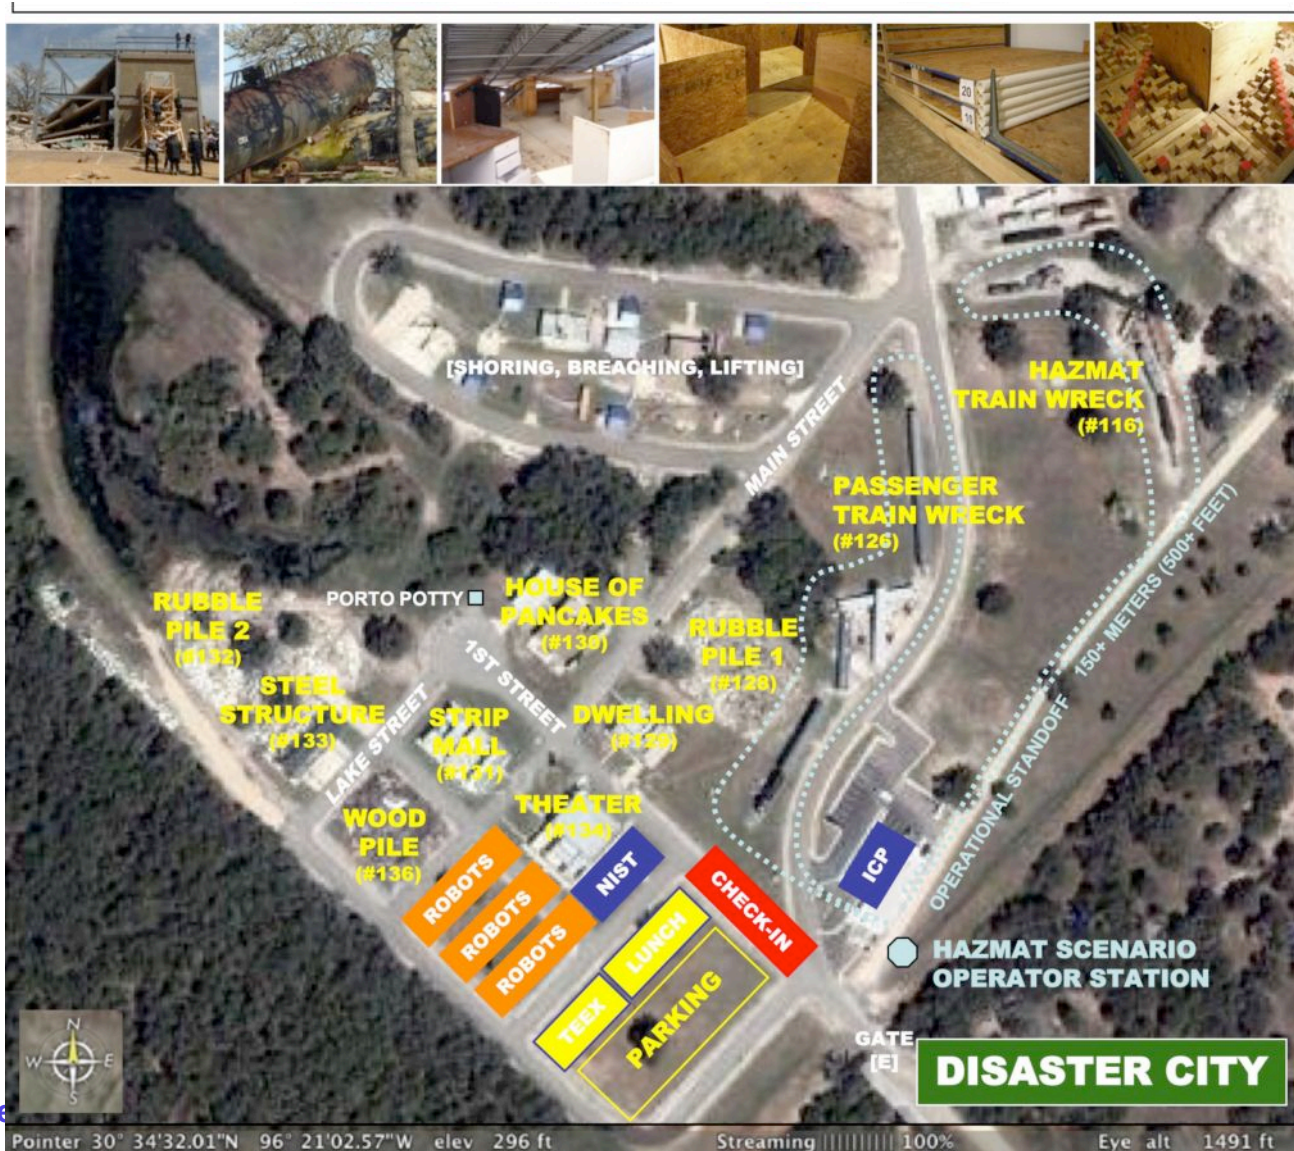 20
10
[SHORING, BREACHING, LIFTING]
MAIN STREET
HAZMAT
TRAIN WRECK
(#116)
PASSENGER
TRAIN WRECK
(#126)
150+ METERS (500+ FEET)
OPERATIONAL STANDOFF
RUBBLE
PILE 2
(#132)
PORTO POTTY
HOUSE OF
PANCAKES
(#130)
RUBBLE
PILE 1
(#128)
1ST STREET
STEEL
STRUCTURE
(#133)
LAKE STREET
STRIP
MALL
(#131)
DWELLING
(#129)
THEATER
(#134)
WOOD
PILE
(#136)
ROBOTS
ROBOTS
ROBOTS
NIST
CHECK-IN
ICP
LUNCH
TEEX
PARKING
HAZMAT SCENARIO
OPERATOR STATION
GATE
[E]
DISASTER CITY
N
W E
S
Pointer 30° 34'32.01"N 96° 21'02.57"W elev 296 ft Streaming ||||||||| 100% Eye alt 1491 ft